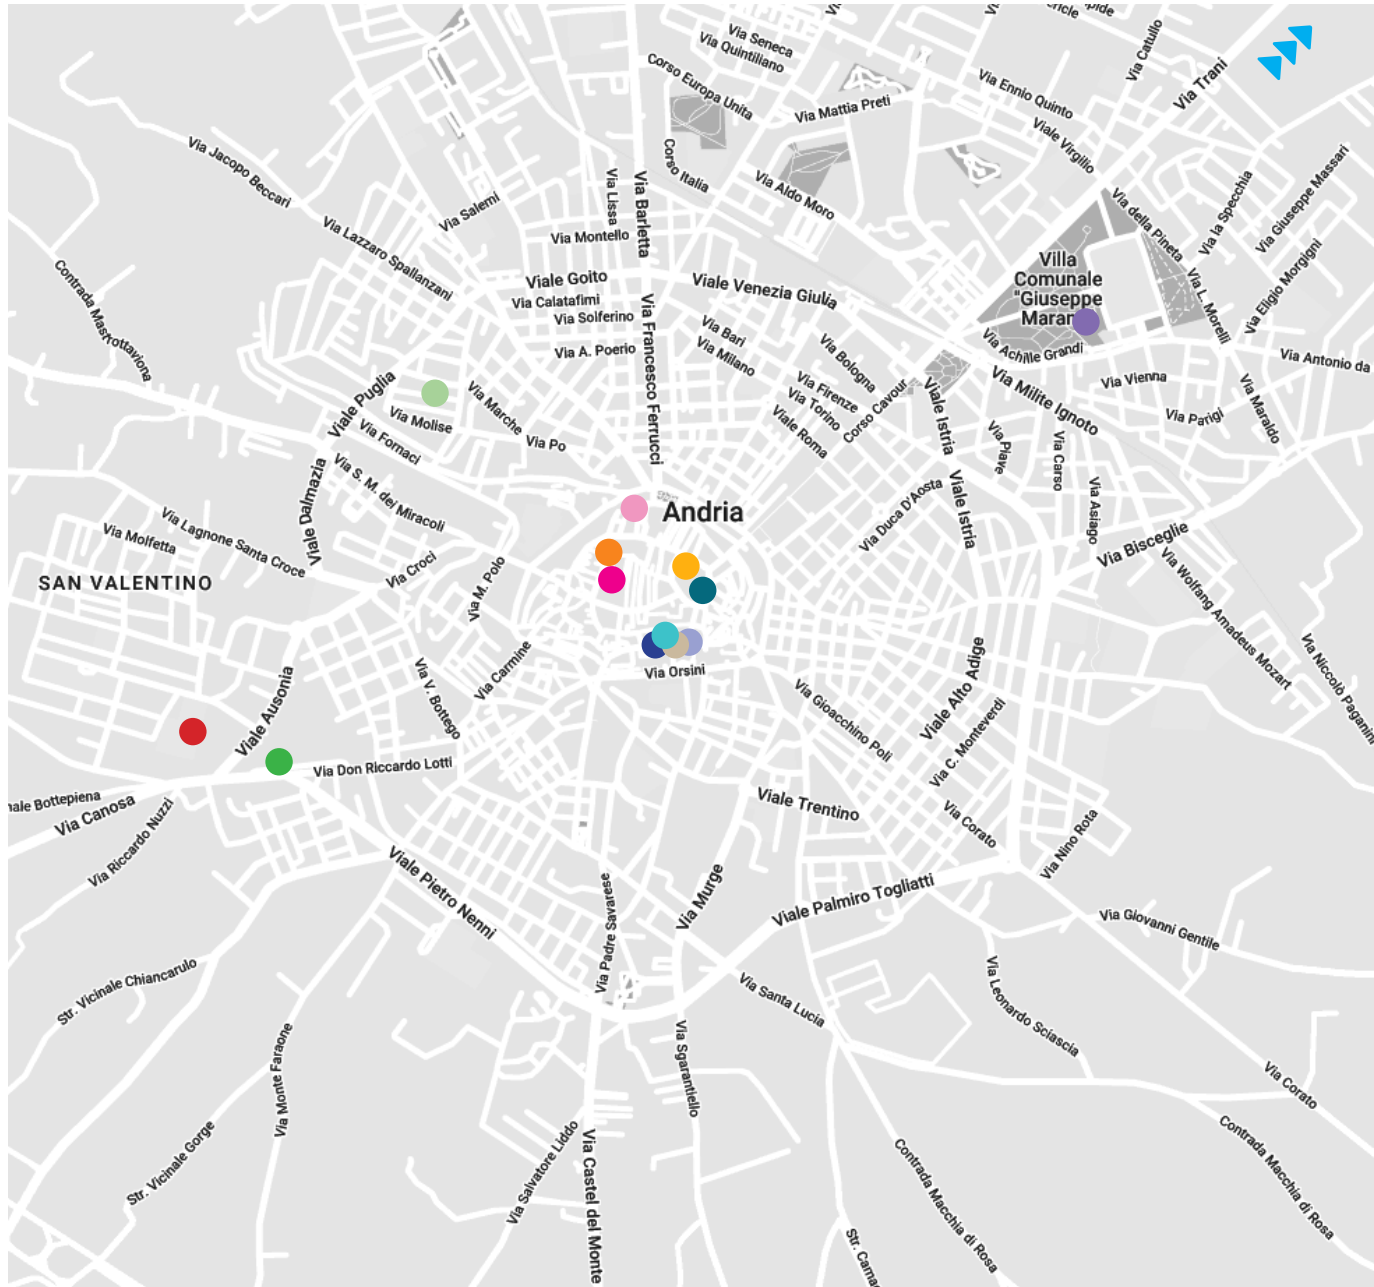 Via Seneca
Via Quintiliano
Corso Europa Unita
Via Mattia Preti
Via Ennio Quinto
Via Catullo
Via Trani
Viale Virgilio
Via Jacopo Beccari
Via Salemi
Via Lissa
Via Barletta
Corso Italia
Via Aldo Moro
Via della Pineta
Via la Specchia
Via Giuseppe Massari
Via Lazzaro Spallanzani
Via Montello
Villa
Comunale
"Giuseppe
Via L. Morelli
Via Eligio Morgigni
Contrada Mastrottaviona
Viale Goito
Viale Venezia Giulia
Via Calatafimi
Via Solferino
Via Francesco Ferrucci
Via Bari
Via Milano
Via A. Poerio
Via Bologna
Via Firenze
Via Torino
Viale Roma
Corso Cavour
Via Achille Grandi
Via Antonio da
Via Milite Ignoto
Via Vienna
Via Parigi
Via Maraldo
Viale Puglia
Via Molise
Via Marche
Via Po
Via Fornaci
Viale Istria
Via Piave
Via Carso
Via Asiago
Via S. M. dei Miracoli
Viale Dalmazia
Via Lagnone Santa Croce
Via Molfetta
SAN VALENTINO
Via Croci
Via M. Polo
Andria
Via Duca D'Aosta
Viale Istria
Via Bisceglie
Via Wolfang Amadeus Mozart
Via Niccolò Paganini
Via Carmine
Via V. Bottego
Via Orsini
Viale Ausonia
Via Gioacchino Poli
Viale Alto Adige
Via C. Monteverdi
Via Don Riccardo Lotti
Via Canosa
Via Riccardo Nuzzi
Viale Trentino
Via Corato
Via Nino Rota
Viale Pietro Nenni
Via Padre Savarese
Via Murge
Viale Palmiro Togliatti
Via Giovanni Gentile
Str. Vicinale Chiancarulo
Via Santa Lucia
Via Leonardo Sciascia
Via Monte Faraone
Via Sgarantiello
Via Corato
Str. Vicinale Gorge
Via Salvatore Liddo
Via Castel del Monte
Contrada Macchia di Rosa
Contrada Macchia di Rosa